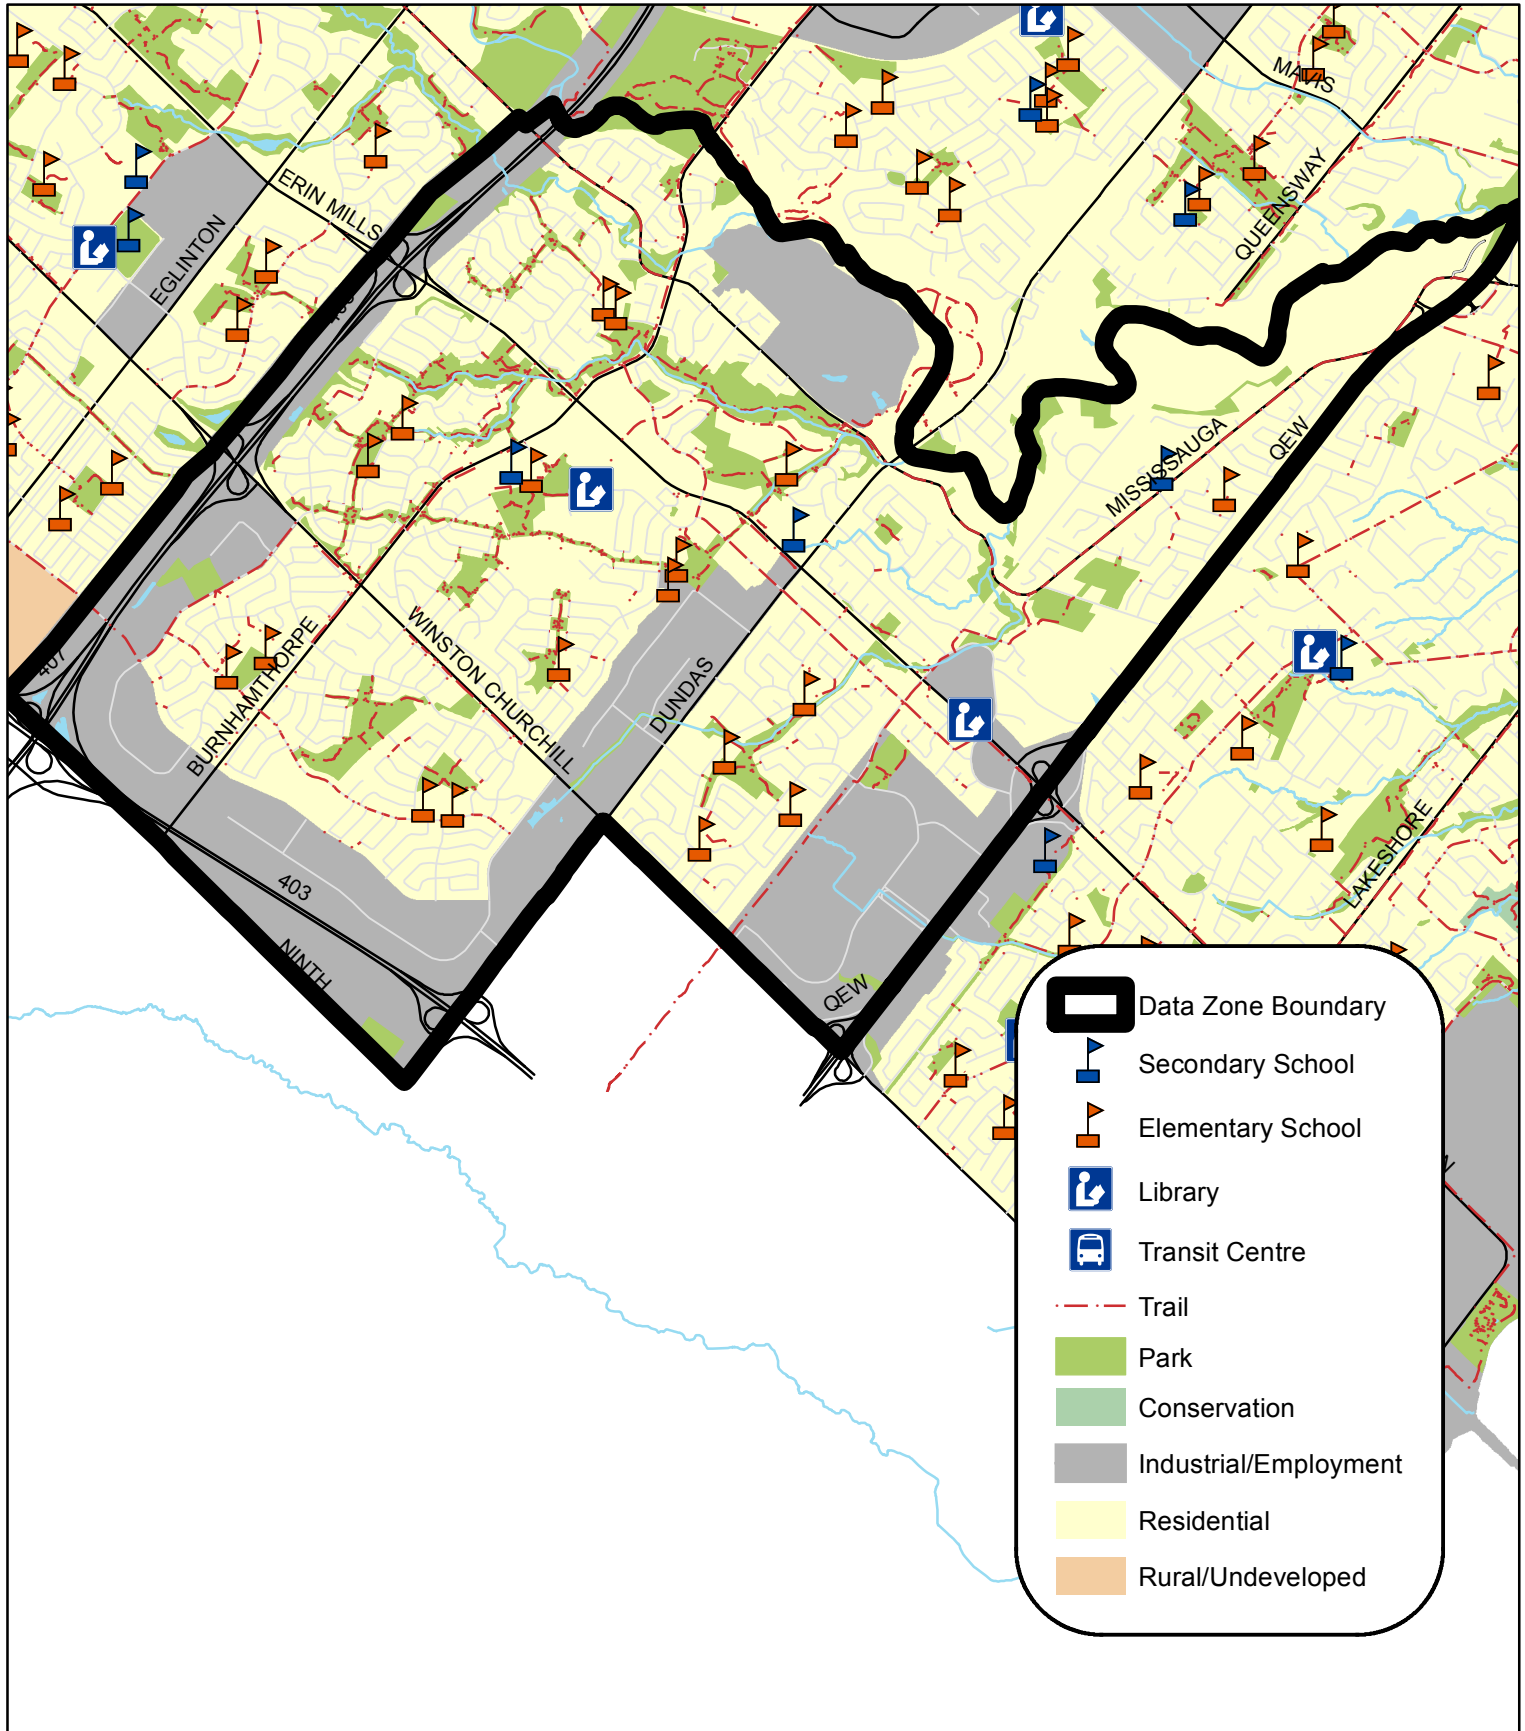 MAVIS
ERIN MILLS
QUEENSWAY
EGLINTON
403
MISSISSAUGA
QEW
407
BURNHAMTHORPE
WINSTON CHURCHILL
DUNDAS
LAKESHORE
403
NINTH
QEW
Data Zone Boundary
Secondary School
Elementary School
Library
Transit Centre
Trail
Park
Conservation
Industrial/Employment
Residential
Rural/Undeveloped